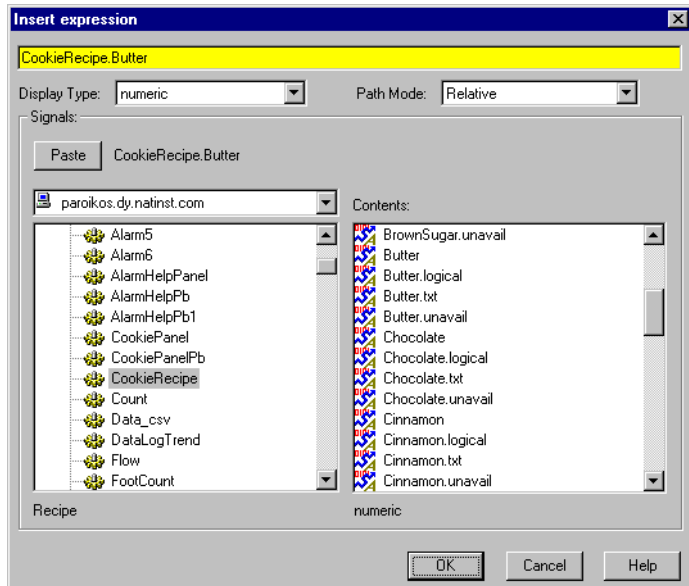 Insert expression
CookieRecipe.Butter
Display Type: numeric Path Mode: Relative
Signals:
Paste CookieRecipe.Butter
paroikos.dy.natinst.com
Contents:
Alarm5
Alarm6
AlarmHelpPanel
AlarmHelpPb
AlarmHelpPb1
CookiePanel
CookiePanelPb
CookieRecipe
Count
Data_csv
DataLogTrend
Flow
FootCount
BrownSugar.unavail
Butter
Butter.logical
Butter.txt
Butter.unavail
Chocolate
Chocolate.logical
Chocolate.txt
Chocolate.unavail
Cinnamon
Cinnamon.logical
Cinnamon.txt
Cinnamon.unavail
Recipe
numeric
OK Cancel Help